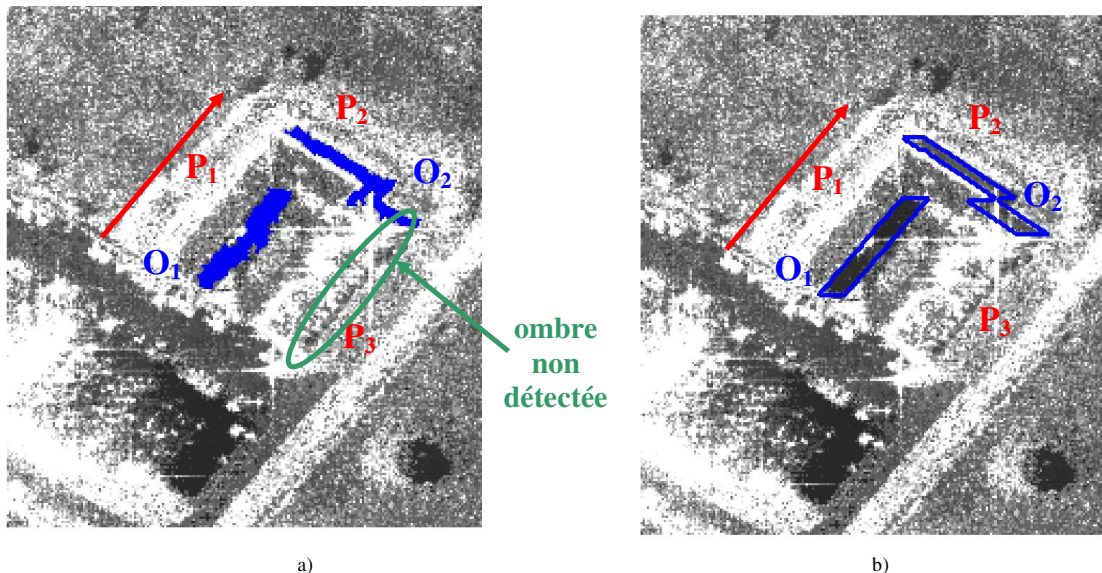 P2
P1
O2
O1
P3
ombre
non
détectée
a)
P2
P1
O2
O1
P3
b)